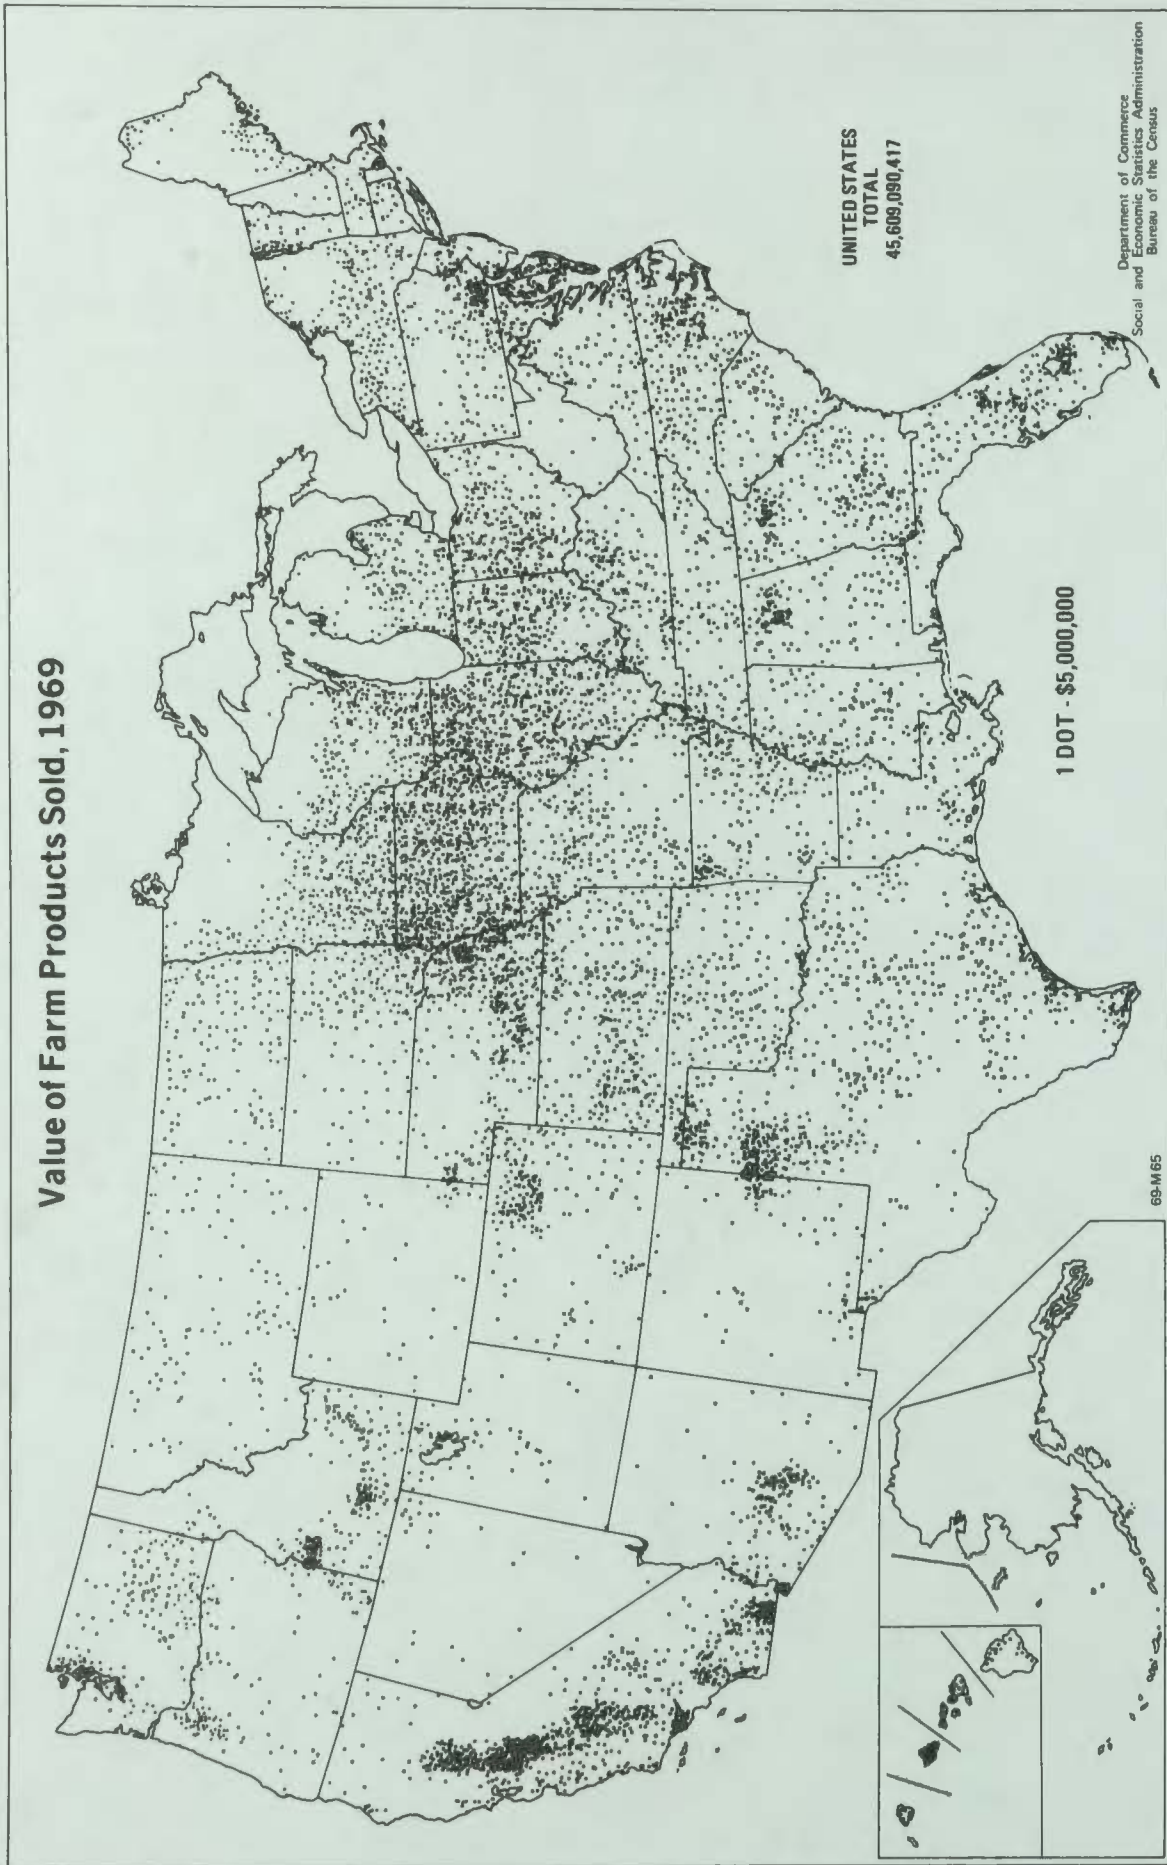 Value of Farm Products Sold, 1969
UNITED STATES
TOTAL
45,609,090,417
1 DOT - $5,000,000
69-M65
Department of Commerce
Social and Economic Statistics Administration
Bureau of the Census